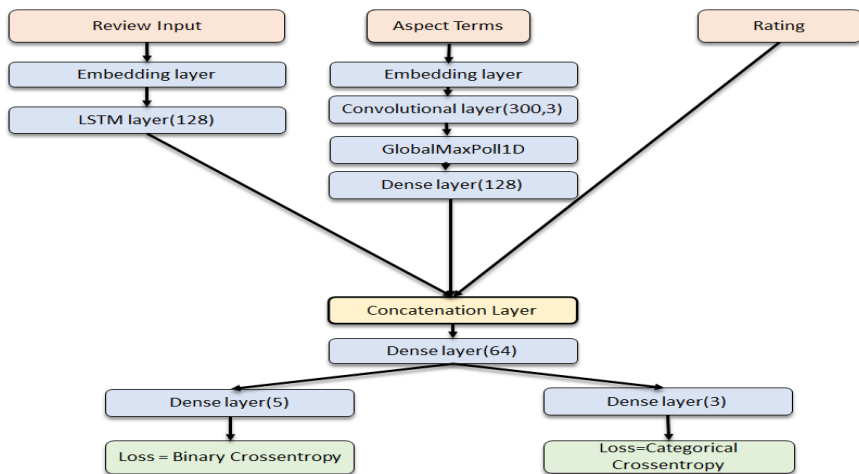 Review Input
Aspect Terms
Rating
Embedding layer
Embedding layer
LSTM layer(128)
Convolutional layer(300,3)
GlobalMaxPoll1D
Dense layer(128)
Concatenation Layer
Dense layer(64)
Dense layer(5)
Dense layer(3)
Loss = Binary Crossentropy
Loss=Categorical
Crossentropy